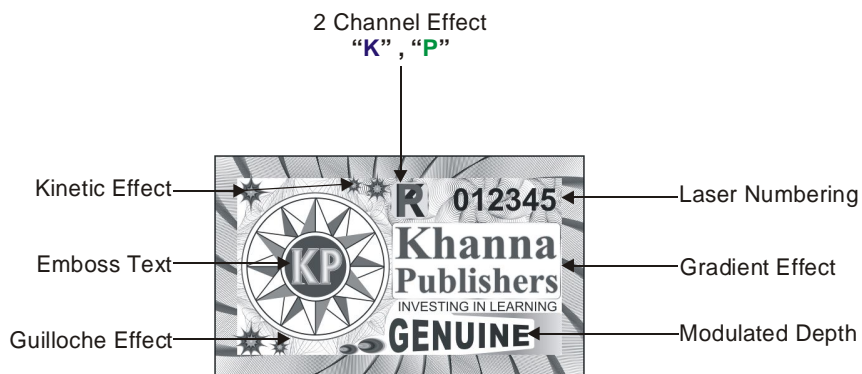 2 Channel Effect
“K” , “P”
Kinetic Effect
Emboss Text
Guilloche Effect
Laser Numbering
Gradient Effect
Modulated Depth
012345
KP
Khanna
Publishers
INVESTING IN LEARNING
GENUINE